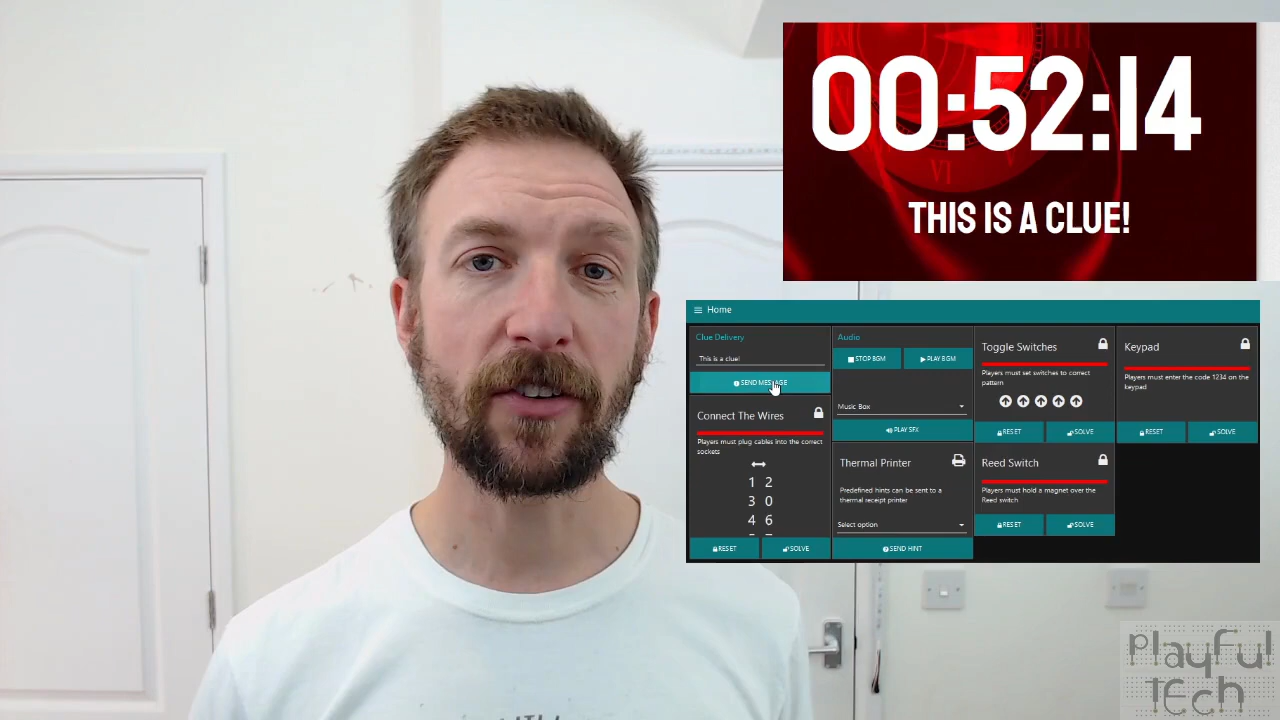 00:52:14
THIS IS A CLUE!
Home
Clue Delivery
This is a clue!
SEND MESSAGE
Connect The Wires
Players must plug cables into the correct
sockets
1 2
3 0
4 6
RESET
SOLVE
Audio
STOP BGM
PLAY BGM
Music Box
PLAY SFX
Thermal Printer
Predefined hints can be sent to a
thermal receipt printer
Select option
SEND HINT
Toggle Switches
Players must set switches to correct
pattern
RESET
SOLVE
Reed Switch
Players must hold a magnet over the
Reed switch
RESET
SOLVE
Keypad
Players must enter the code 1234 on the
keypad
RESET
SOLVE
playful
tech